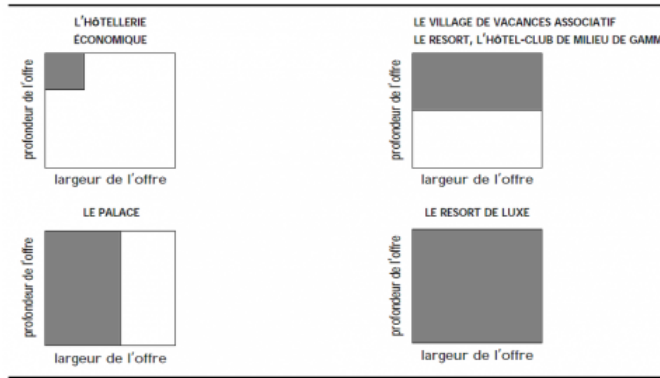 L'HÔTELLERIE
ÉCONOMIQUE
profondeur de l'offre
largeur de l'offre
LE VILLAGE DE VACANCES ASSOCIATIF
LE RESORT, L'HÔTEL-CLUB DE MILIEU DE GAMM
profondeur de l'offre
largeur de l'offre
LE PALACE
profondeur de l'offre
largeur de l'offre
LE RESORT DE LUXE
profondeur de l'offre
largeur de l'offre